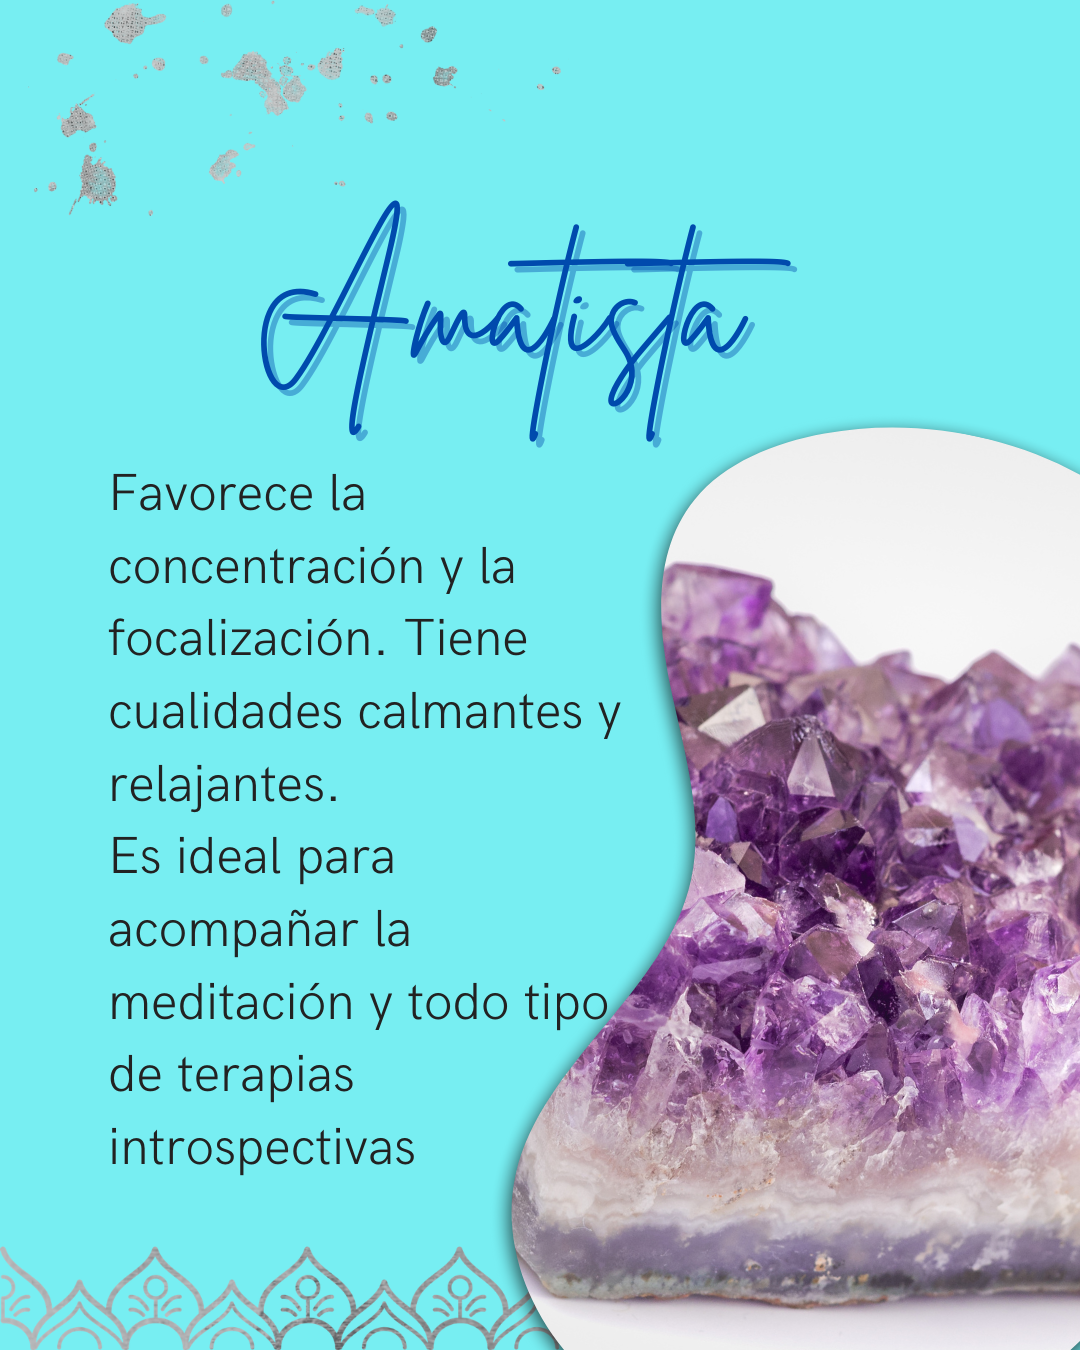 Amatista
Favorece la
concentración y la
focalización. Tiene
cualidades calmantes y
relajantes.
Es ideal para
acompañar la
meditación y todo tipo
de terapias
introspectivas